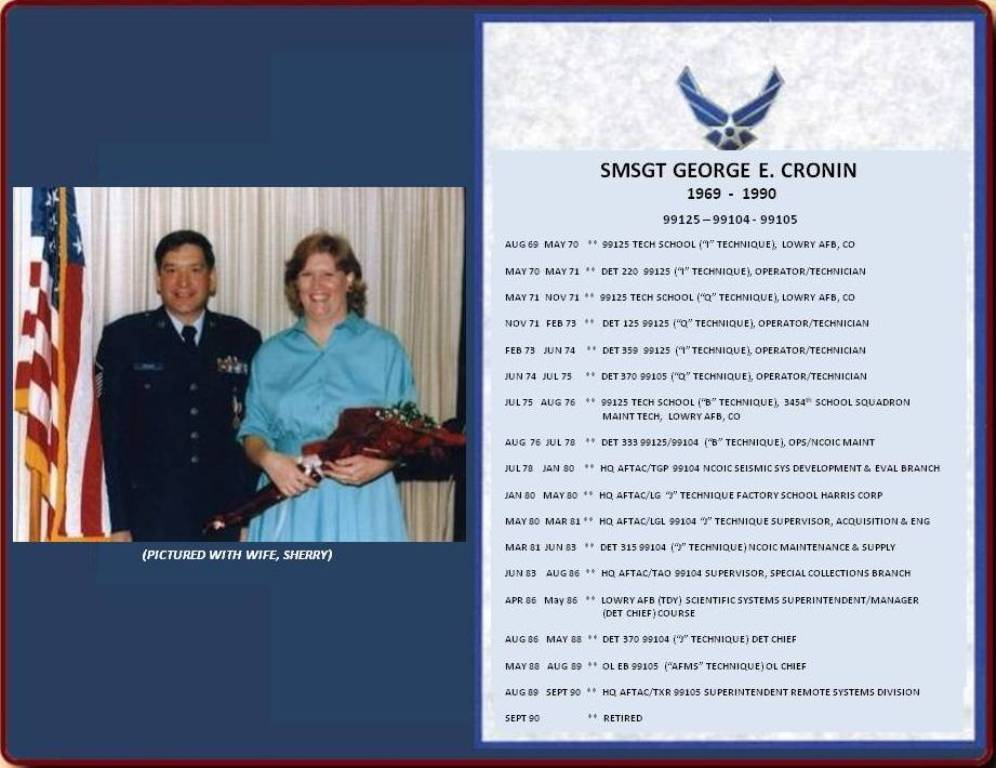 SMSGT GEORGE E. CRONIN
1969 - 1990
99125 – 99104 - 99105
AUG 69 MAY 70 ** 99125 TECH SCHOOL ("I" TECHNIQUE), LOWRY AFB, CO
MAY 70 MAY 71 ** DET 220 99125 ("I" TECHNIQUE), OPERATOR/TECHNICIAN
MAY 71 NOV 71 ** 99125 TECH SCHOOL ("Q" TECHNIQUE), LOWRY AFB, CO
NOV 71 FEB 73 ** DET 125 99125 ("Q" TECHNIQUE), OPERATOR/TECHNICIAN
FEB 73 JUN 74 ** DET 359 99125 ("I" TECHNIQUE), OPERATOR/TECHNICIAN
JUN 74 JUL 75 ** DET 370 99105 ("Q" TECHNIQUE), OPERATOR/TECHNICIAN
JUL 75 AUG 76 ** 99125 TECH SCHOOL ("B" TECHNIQUE), 3454th SCHOOL SQUADRON
MAINT TECH, LOWRY AFB, CO
AUG 76 JUL 78 ** DET 333 99125/99104 ("B" TECHNIQUE), OPS/NCOIC MAINT
JUL 78 JAN 80 ** HQ AFTAC/TGP 99104 NCOIC SEISMIC SYS DEVELOPMENT & EVAL BRANCH
JAN 80 MAY 80 ** HQ AFTAC/LG "J" TECHNIQUE FACTORY SCHOOL HARRIS CORP
MAY 80 MAR 81 ** HQ AFTAC/LGL 99104 "J" TECHNIQUE SUPERVISOR, ACQUISITION & ENG
MAR 81 JUN 83 ** DET 315 99104 ("J" TECHNIQUE) NCOIC MAINTENANCE & SUPPLY
JUN 83 AUG 86 ** HQ AFTAC/TAO 99104 SUPERVISOR, SPECIAL COLLECTIONS BRANCH
APR 86 May 86 ** LOWRY AFB (TDY) SCIENTIFIC SYSTEMS SUPERINTENDENT/MANAGER
(DET CHIEF) COURSE
AUG 86 MAY 88 ** DET 370 99104 ("J" TECHNIQUE) DET CHIEF
MAY 88 AUG 89 ** OL EB 99105 ("AFMS" TECHNIQUE) OL CHIEF
AUG 89 SEPT 90 ** HQ AFTAC/TXR 99105 SUPERINTENDENT REMOTE SYSTEMS DIVISION
SEPT 90 ** RETIRED
(PICTURED WITH WIFE, SHERRY)